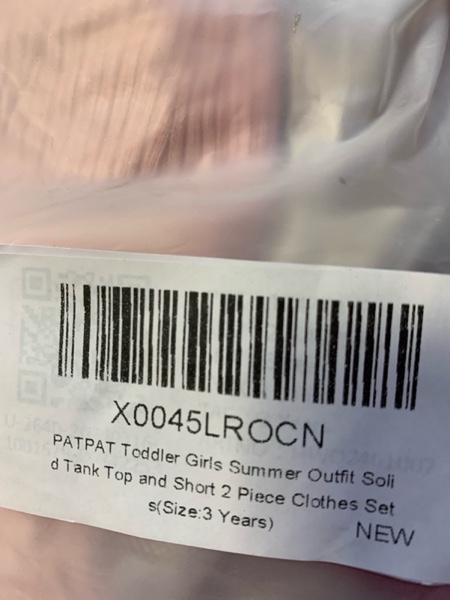 X0045LROCN
PATPAT Toddler Girls Summer Outfit Soli
d Tank Top and Short 2 Piece Clothes Set
s(Size:3 Years)
NEW